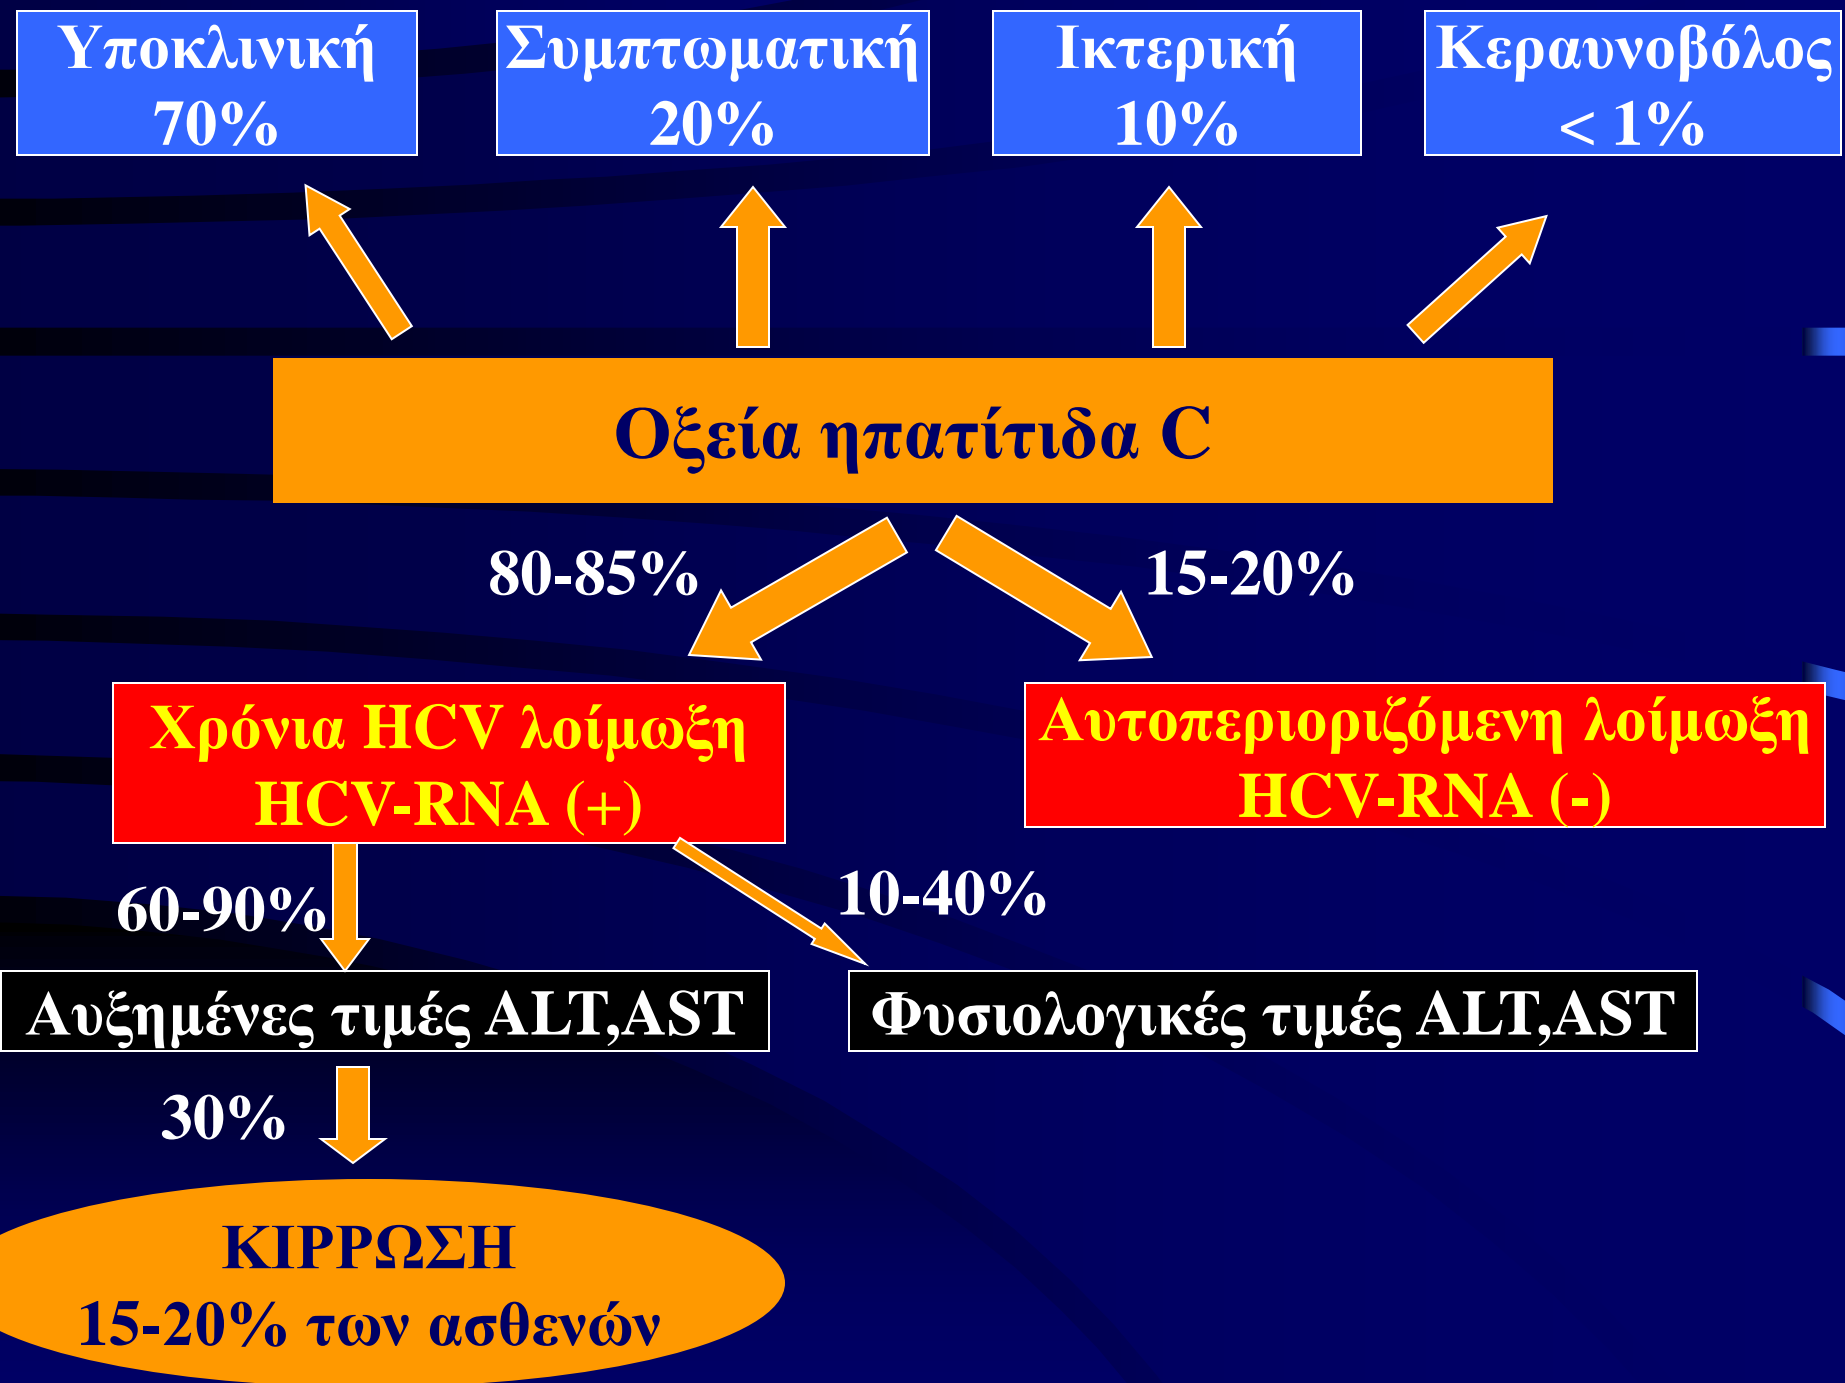 Υποκλινική
70%
Συμπτωματική
20%
Ικτερική
10%
Κεραυνοβόλος
< 1%
Οξεία ηπατίτιδα C
80-85%
15-20%
Χρόνια HCV λοίμωξη
HCV-RNA (+)
Αυτοπεριοριζόμενη λοίμωξη
HCV-RNA (-)
60-90%
10-40%
Αυξημένες τιμές ALT,AST
Φυσιολογικές τιμές ALT,AST
30%
ΚΙΡΡΩΣΗ
15-20% των ασθενών